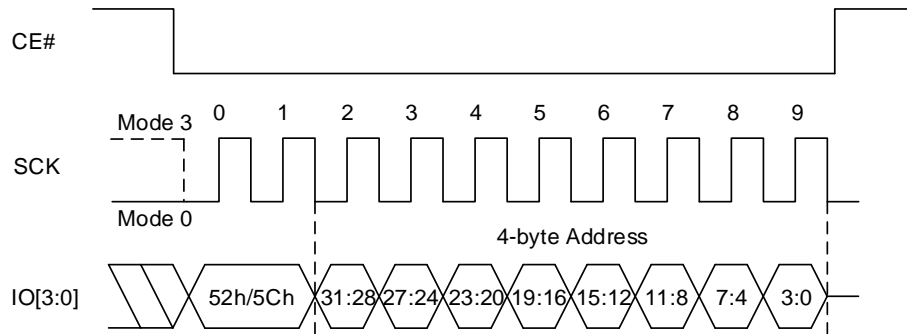 CE#
0 1 2 3 4 5 6 7 8 9
Mode 3
SCK
Mode 0
4-byte Address
IO[3:0] 52h/5Ch 31:28 27:24 23:20 19:16 15:12 11:8 7:4 3:0